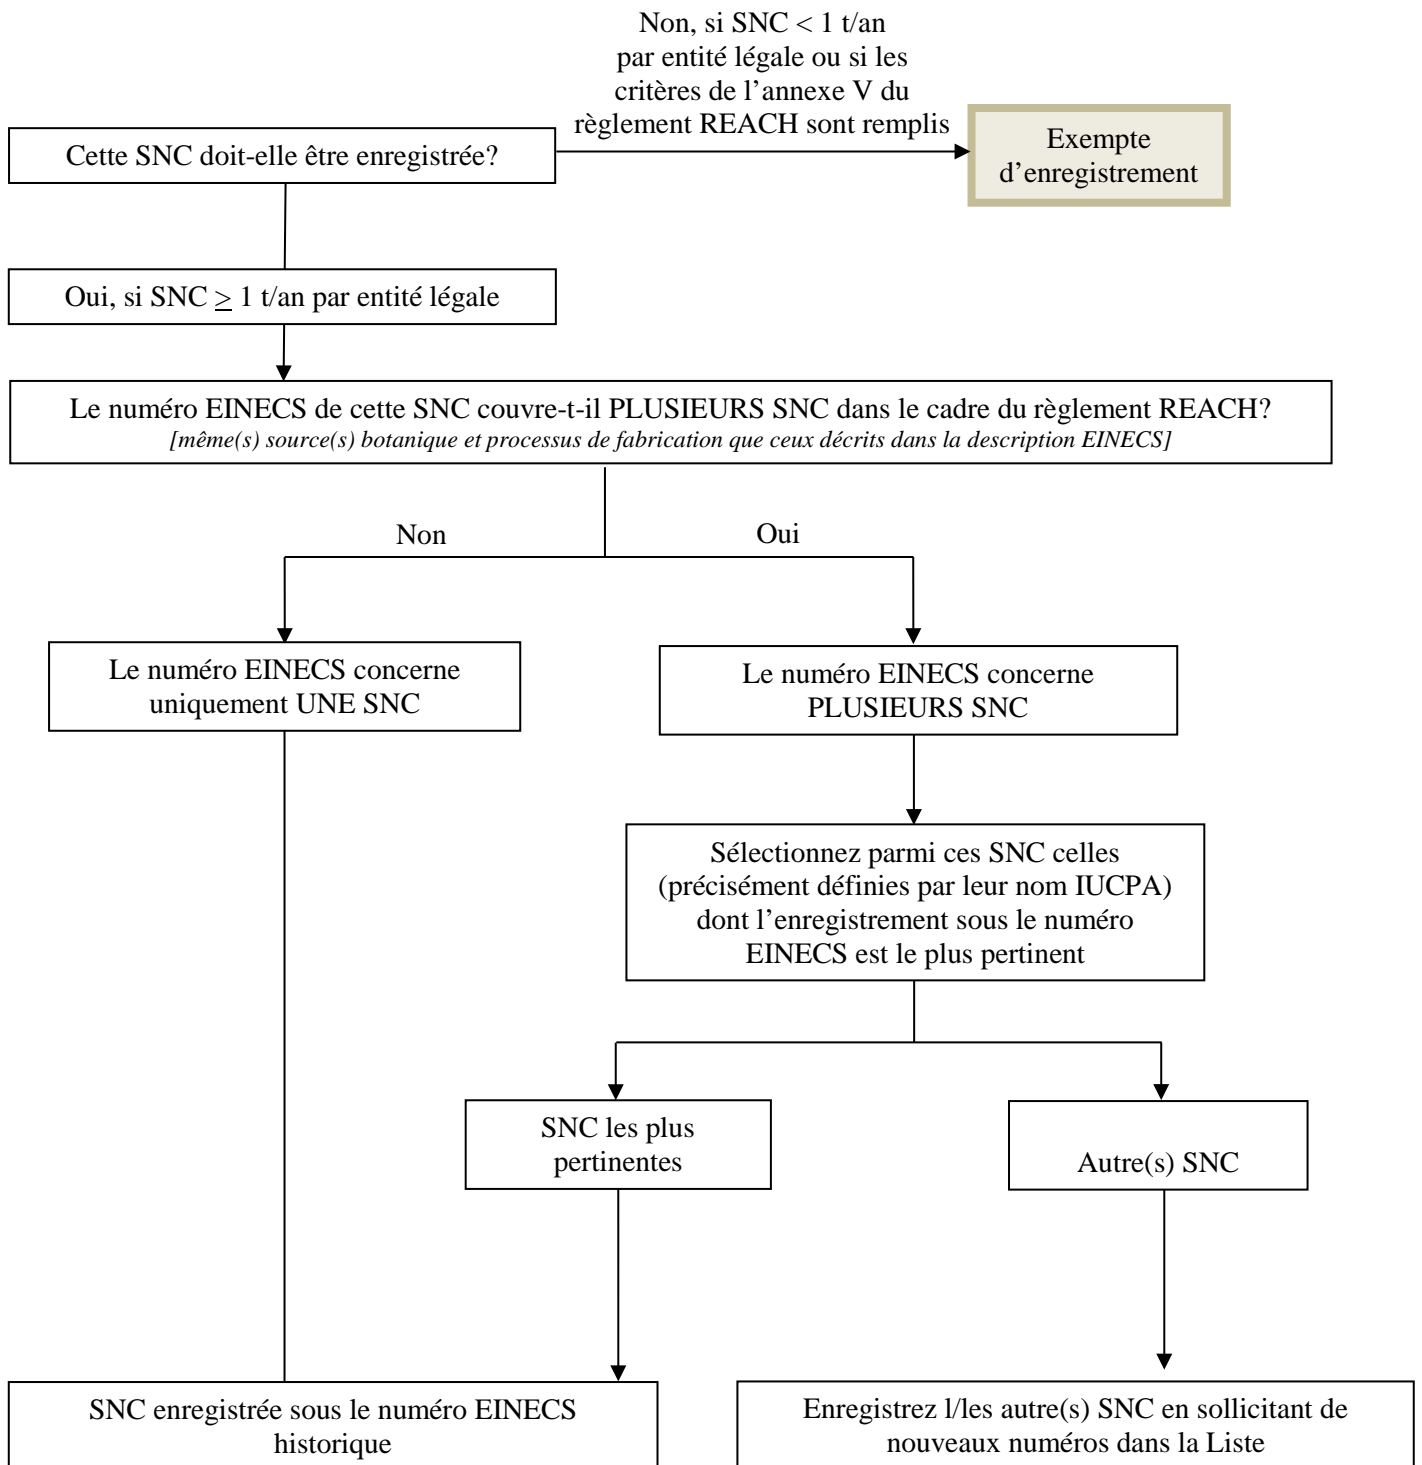 Non, si SNC < 1 t/an
par entité légale ou si les
critères de l’annexe V du
règlement REACH sont remplis
Cette SNC doit-elle être enregistrée?
Exempte
d’enregistrement
Oui, si SNC ≥ 1 t/an par entité légale
Le numéro EINECS de cette SNC couvre-t-il PLUSIEURS SNC dans le cadre du règlement REACH?
[même(s) source(s) botanique et processus de fabrication que ceux décrits dans la description EINECS]
Non
Oui
Le numéro EINECS concerne
uniquement UNE SNC
Le numéro EINECS concerne
PLUSIEURS SNC
Sélectionnez parmi ces SNC celles
(précisément définies par leur nom IUCPA)
dont l’enregistrement sous le numéro
EINECS est le plus pertinent
SNC les plus
pertinentes
Autre(s) SNC
SNC enregistrée sous le numéro EINECS
historique
Enregistrez l/les autre(s) SNC en sollicitant de
nouveaux numéros dans la Liste